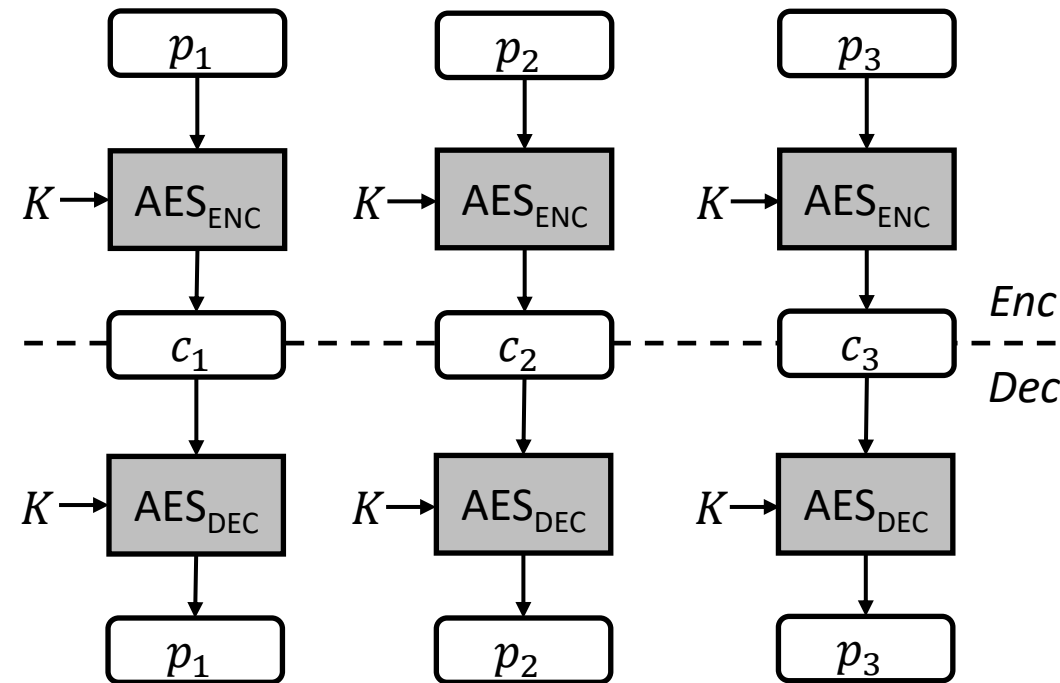 p₁ p₂ p₃
K AES_ENC K AES_ENC K AES_ENC
Enc
c₁ c₂ c₃
Dec
K AES_DEC K AES_DEC K AES_DEC
p₁ p₂ p₃